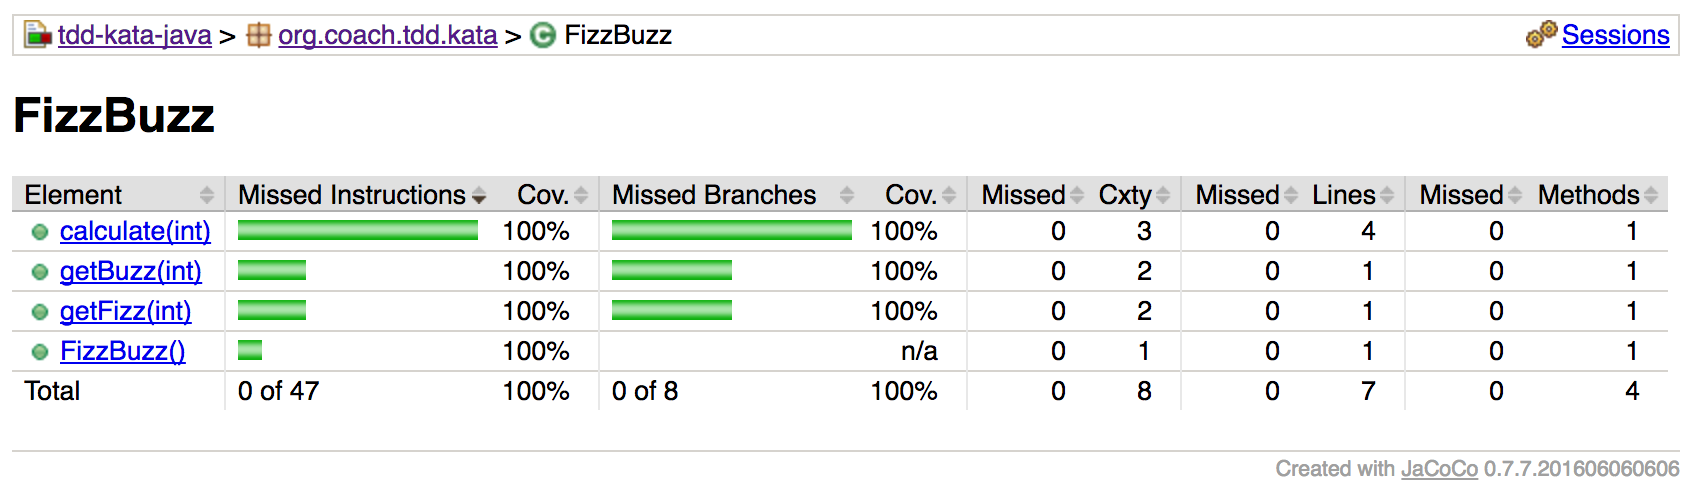 tdd-kata-java > org.coach.tdd.kata > C FizzBuzz Sessions
FizzBuzz
Element Missed Instructions Cov. Missed Branches Cov. Missed Cxty Missed Lines Missed Methods
calculate(int) 100% 100% 0 3 0 4 0 1
getBuzz(int) 100% 100% 0 2 0 1 0 1
getFizz(int) 100% 100% 0 2 0 1 0 1
FizzBuzz() 100% n/a 0 1 0 1 0 1
Total 0 of 47 100% 0 of 8 100% 0 8 0 7 0 4
Created with JaCoCo 0.7.7.201606060606